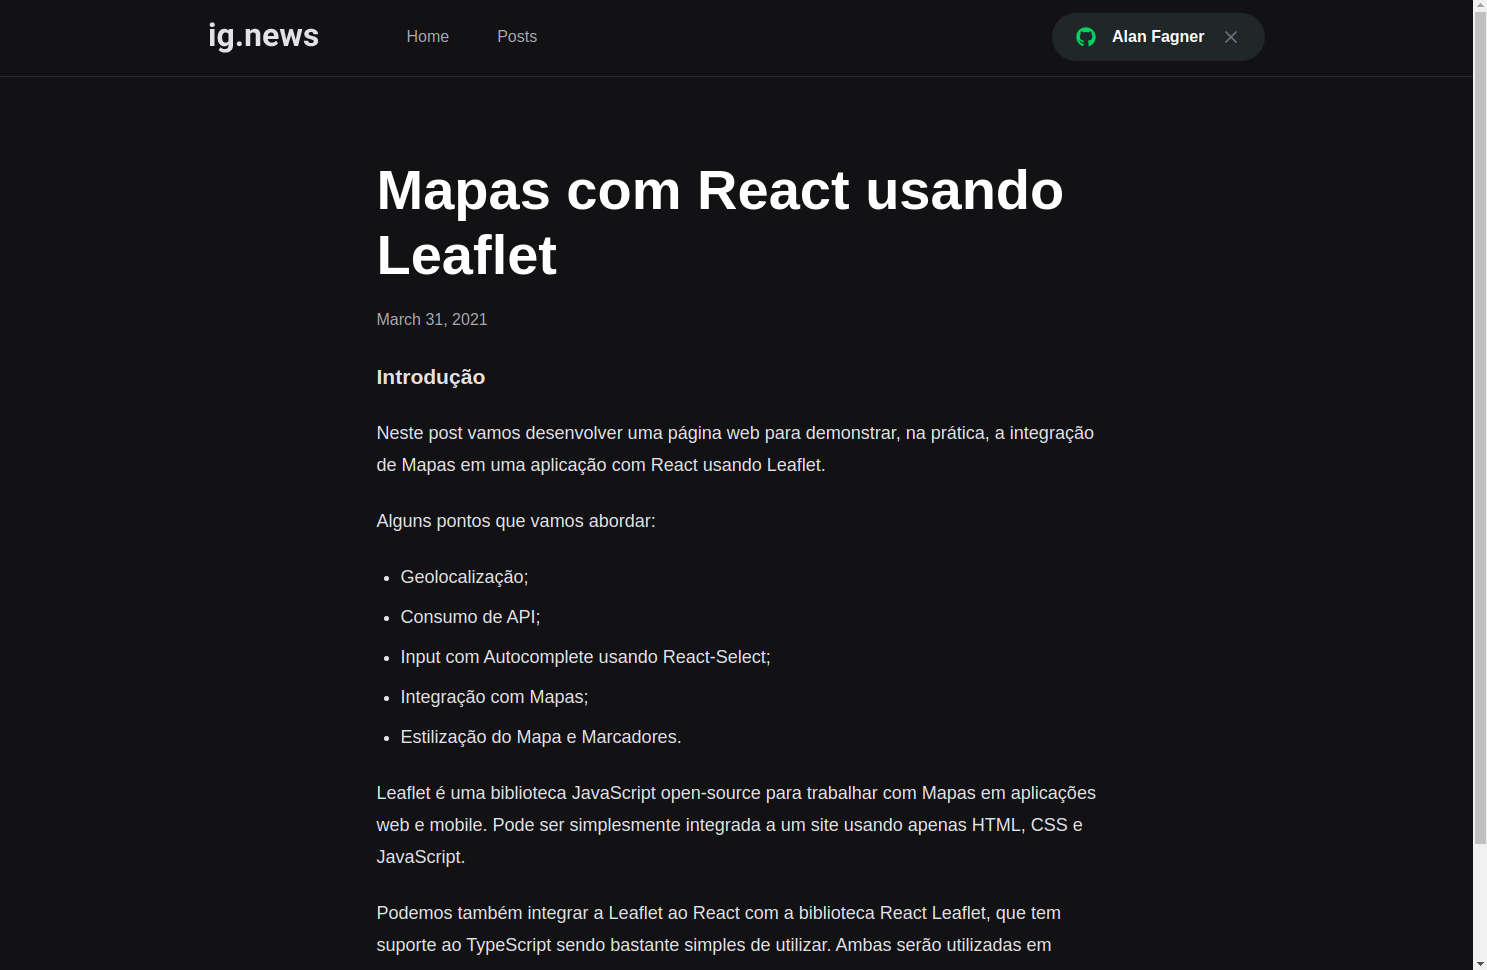 ig.news
Home
Posts
Alan Fagner
Mapas com React usando
Leaflet
March 31, 2021
Introdução
Neste post vamos desenvolver uma página web para demonstrar, na prática, a integração
de Mapas em uma aplicação com React usando Leaflet.
Alguns pontos que vamos abordar:
Geolocalização;
Consumo de API;
Input com Autocomplete usando React-Select;
Integração com Mapas;
Estilização do Mapa e Marcadores.
Leaflet é uma biblioteca JavaScript open-source para trabalhar com Mapas em aplicações
web e mobile. Pode ser simplesmente integrada a um site usando apenas HTML, CSS e
JavaScript.
Podemos também integrar a Leaflet ao React com a biblioteca React Leaflet, que tem
suporte ao TypeScript sendo bastante simples de utilizar. Ambas serão utilizadas em